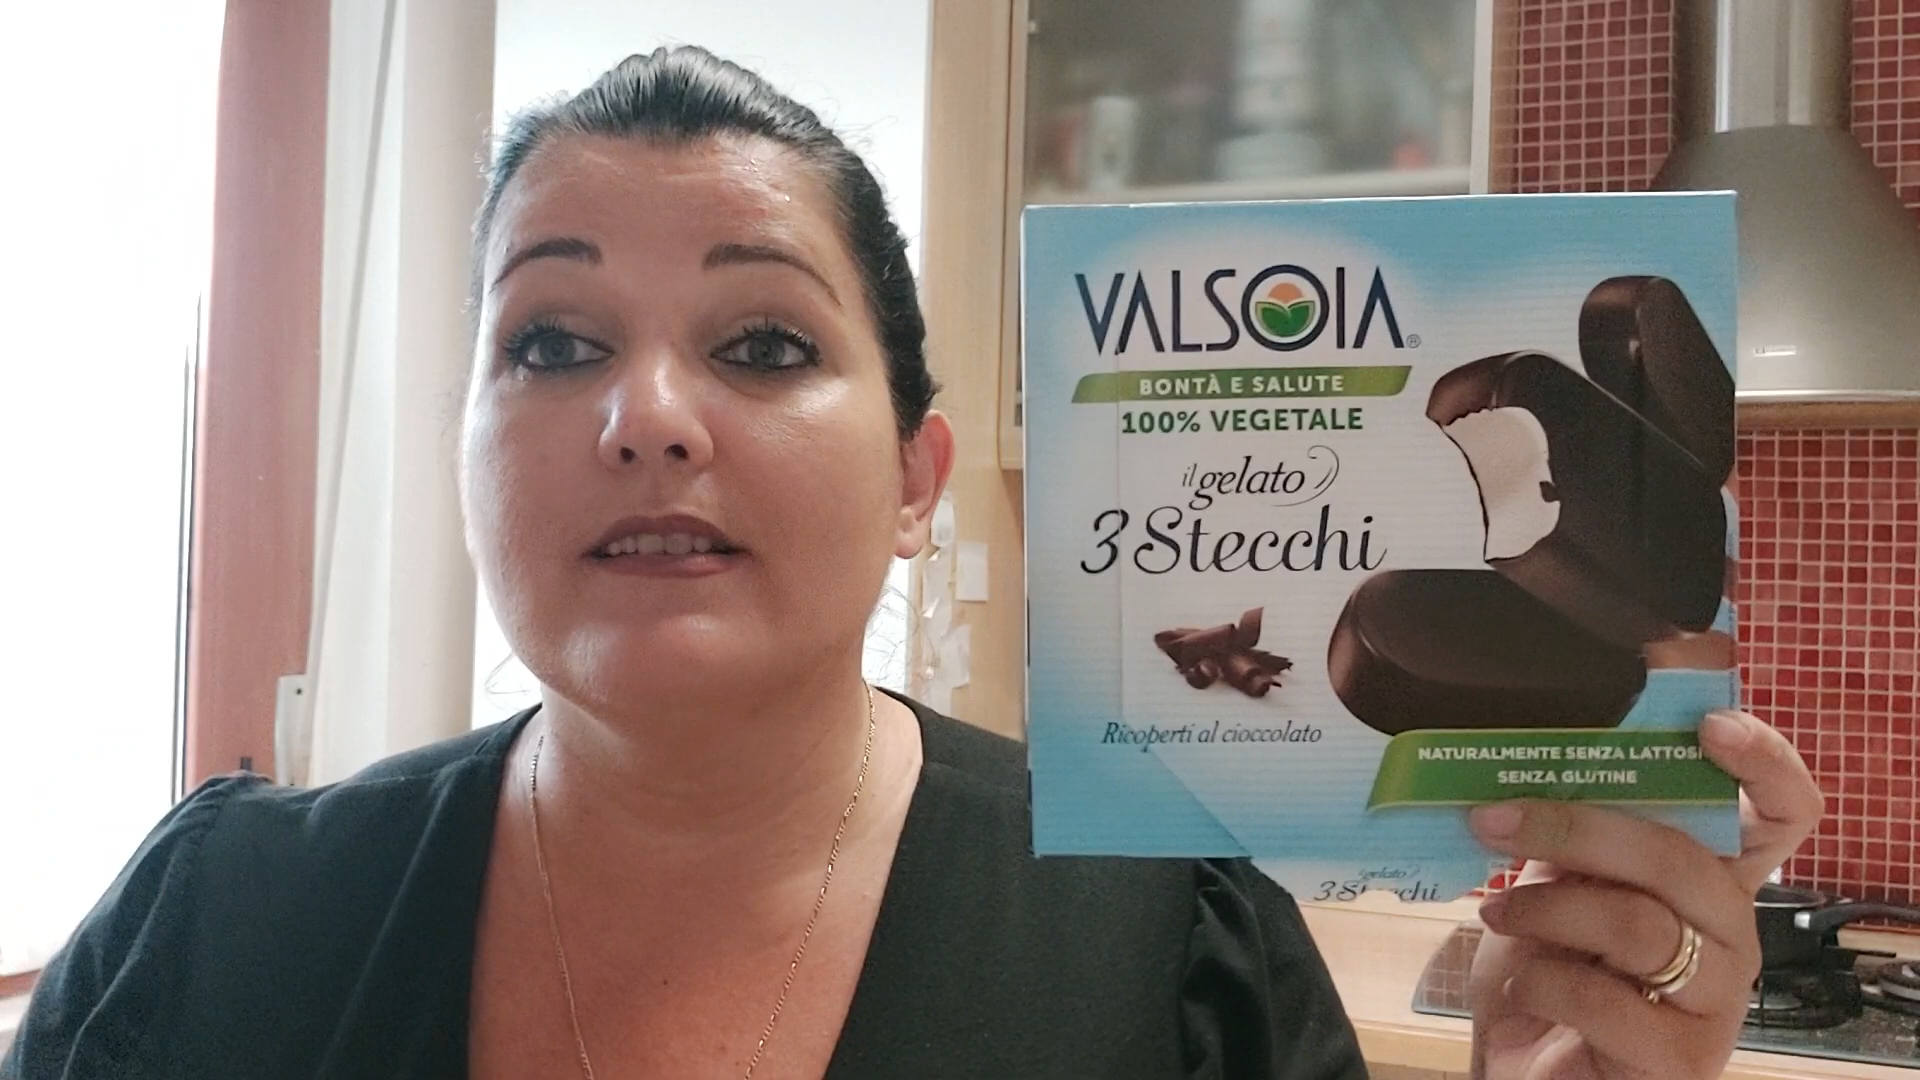 VALSOIA®
BONTÀ E SALUTE
100% VEGETALE
il gelato
3 Stecchi
Ricoperti al cioccolato
NATURALMENTE SENZA LATTOSI
SENZA GLUTINE
gelato
3 Stecchi